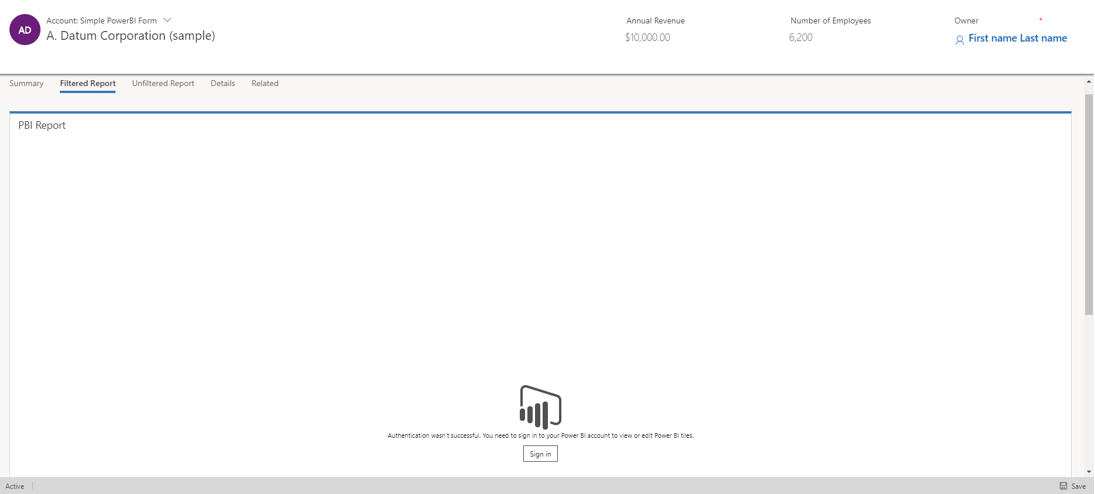 AD
Account: Simple PowerBI Form
A. Datum Corporation (sample)
Annual Revenue
$10,000.00
Number of Employees
6,200
Owner *
First name Last name
Summary Filtered Report Unfiltered Report Details Related
PBI Report
Authentication wasn't successful. You need to sign in to your Power BI account to view or edit Power BI tiles.
Sign in
Active
Save